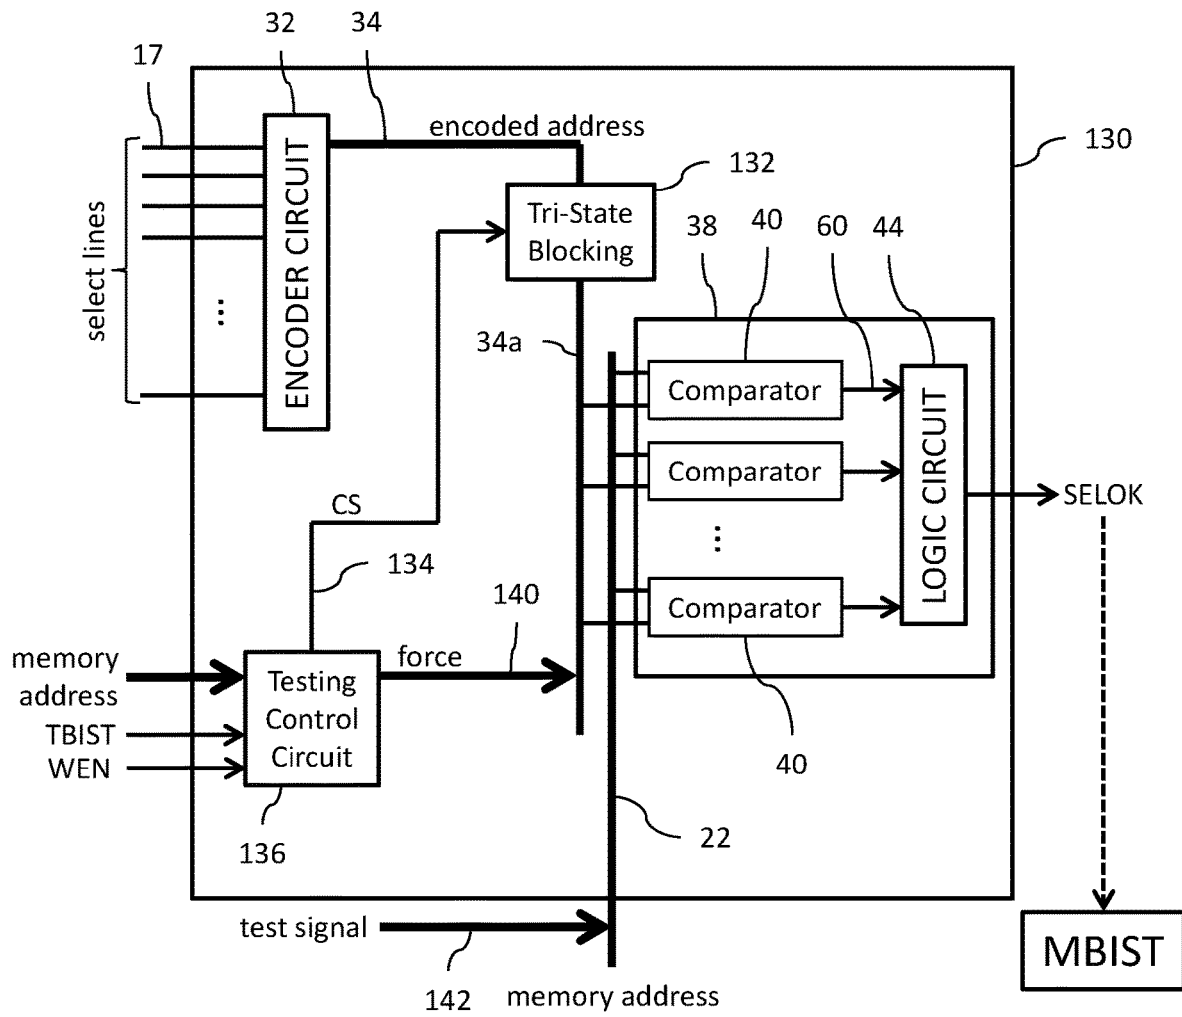 32
34
17
encoded address
130
132
select lines
ENCODER CIRCUIT
Tri-State
Blocking
38
40
60
44
...
34a
Comparator
Comparator
...
Comparator
LOGIC CIRCUIT
SELOK
CS
134
140
memory
address
force
Testing
Control
Circuit
TBIST
WEN
40
136
22
test signal
142
memory address
MBIST